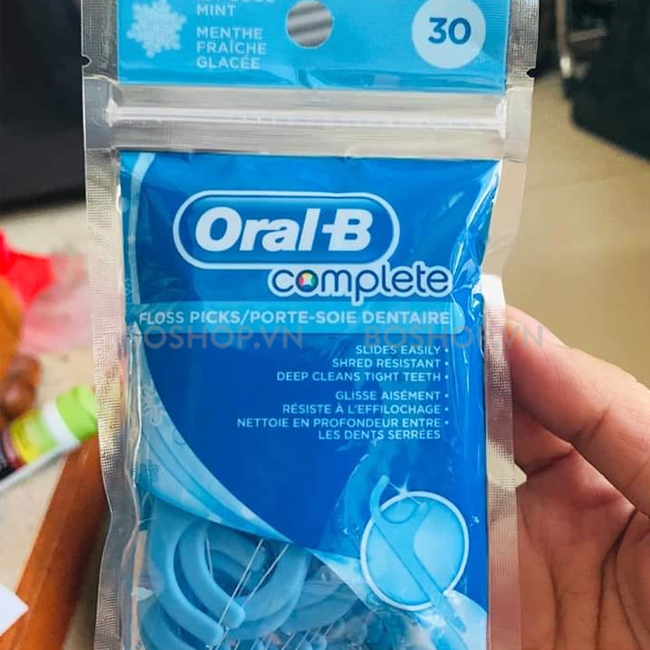 MINT
MENTHE
FRAÎCHE
GLACÉE
30
Oral-B
complete
FLOSS PICKS/PORTE-SOIE DENTAIRE
BOSHOP.VN BOSHOP.VN
SLIDES EASILY •
SHRED RESISTANT •
DEEP CLEANS TIGHT TEETH •
GLISSE AISÉMENT •
RÉSISTE À L'EFFILOCHAGE •
NETTOIE EN PROFONDEUR ENTRE •
LES DENTS SERRÉES